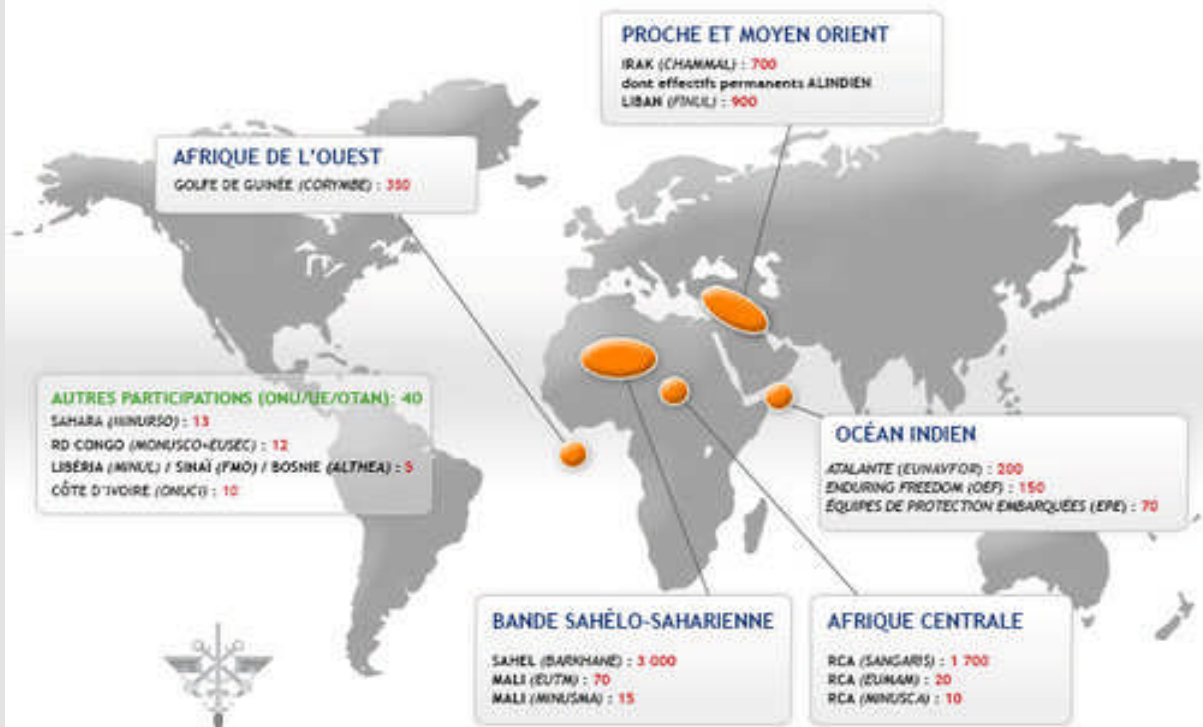 PROCHE ET MOYEN ORIENT
IRAK (CHAMMAL) : 700
dont effectifs permanents ALINDIEN
LIBAN (FINUL) : 900
AFRIQUE DE L'OUEST
GOLFE DE GUINÉE (CORYMBE) : 350
AUTRES PARTICIPATIONS (ONU/UE/OTAN): 40
SAHARA (MINURSO) : 13
RD CONGO (MONUSCO+EUSEC) : 12
LIBÉRIA (MINUL) / SINAÏ (FMO) / BOSNIE (ALTHEA) : 5
CÔTE D'IVOIRE (ONUCI) : 10
OCÉAN INDIEN
ATALANTE (EUNAVFOR) : 200
ENDURING FREEDOM (OEF) : 150
ÉQUIPES DE PROTECTION EMBARQUÉES (EPE) : 70
BANDE SAHÉLO-SAHARIENNE
SAHEL (BARKHANE) : 3 000
MALI (EUTM) : 70
MALI (MINUSMA) : 15
AFRIQUE CENTRALE
RCA (SANGARIS) : 1 700
RCA (EUMAM) : 20
RCA (MINUSCA) : 10